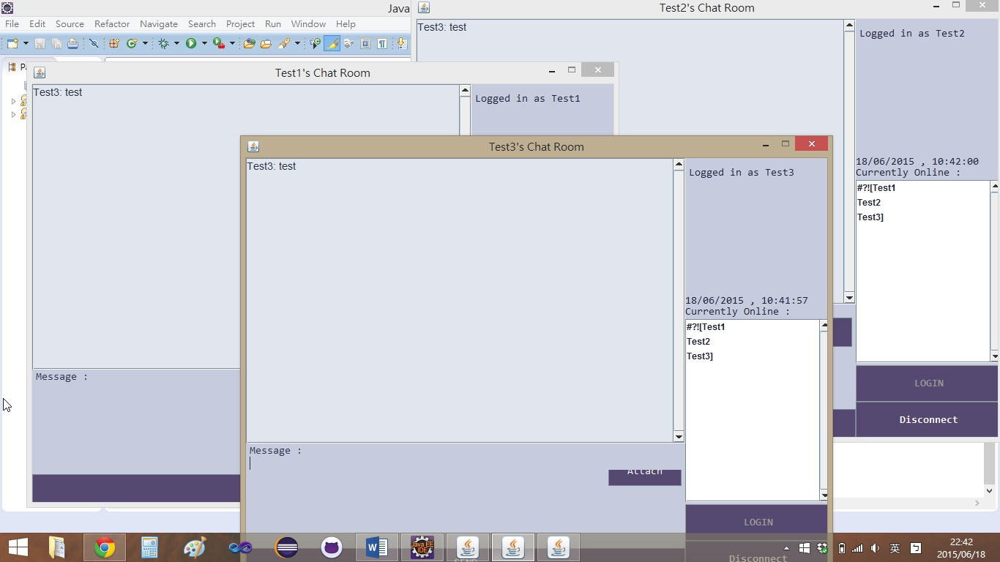 Java
File Edit Source Refactor Navigate Search Project Run Window Help
Test2's Chat Room
Test3: test
Logged in as Test2
18/06/2015 , 10:42:00
Currently Online :
#?![Test1
Test2
Test3]
LOGIN
Disconnect
Test1's Chat Room
Test3: test
Logged in as Test1
Message :
Test3's Chat Room
Test3: test
Logged in as Test3
18/06/2015 , 10:41:57
Currently Online :
#?![Test1
Test2
Test3]
Message :
Attach
LOGIN
Disconnect
Java EE
IDE
英
22:42
2015/06/18